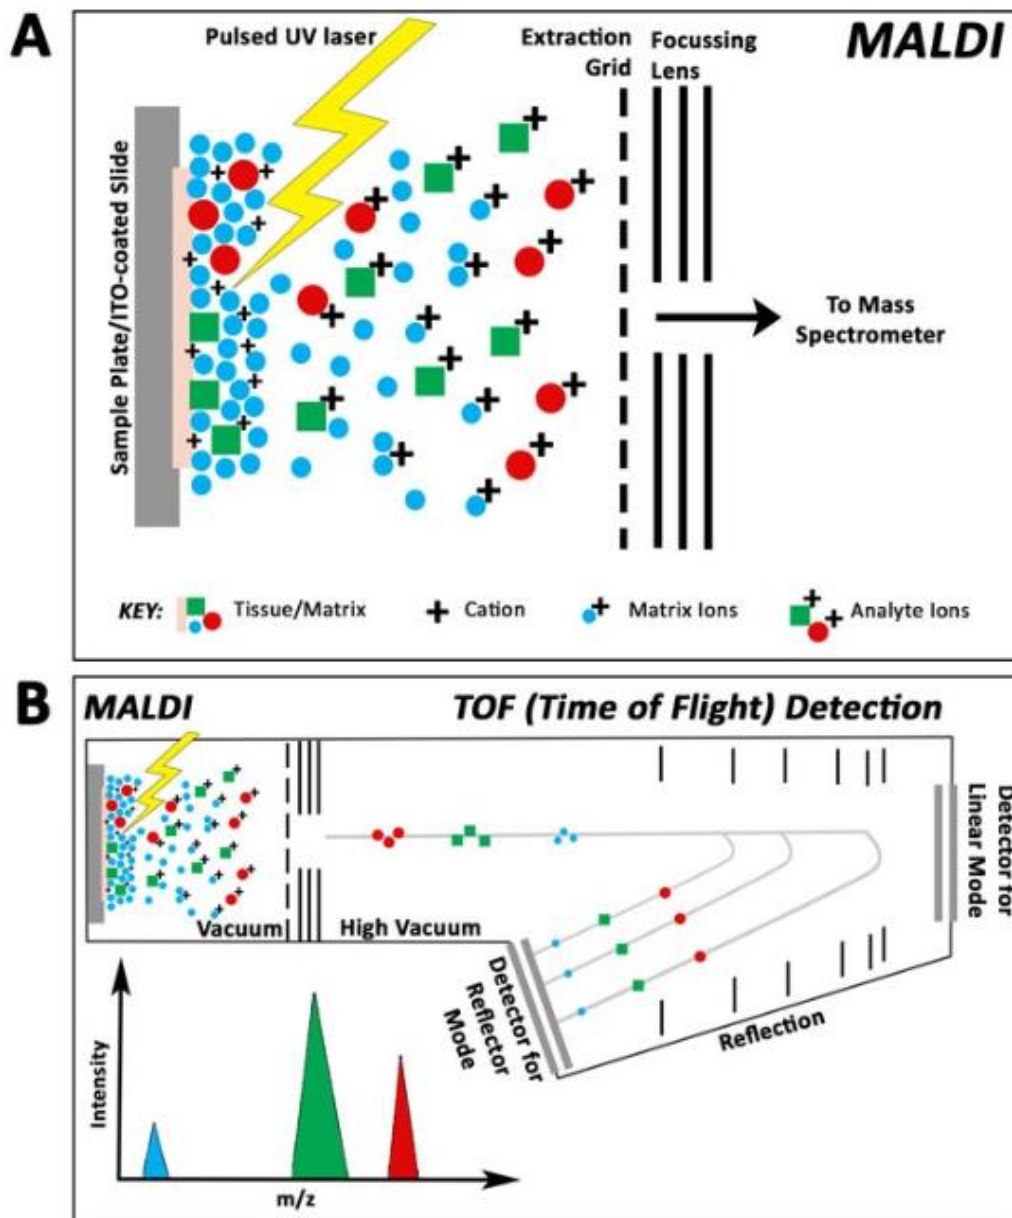 A
MALDI
Pulsed UV laser
Extraction
Grid
Focussing
Lens
Sample Plate/ITO-coated Slide
To Mass
Spectrometer
KEY:
Tissue/Matrix
Cation
Matrix Ions
Analyte Ions
B
MALDI
TOF (Time of Flight) Detection
Vacuum
High Vacuum
Detector for
Linear Mode
Detector for
Reflector
Mode
Reflection
Intensity
m/z